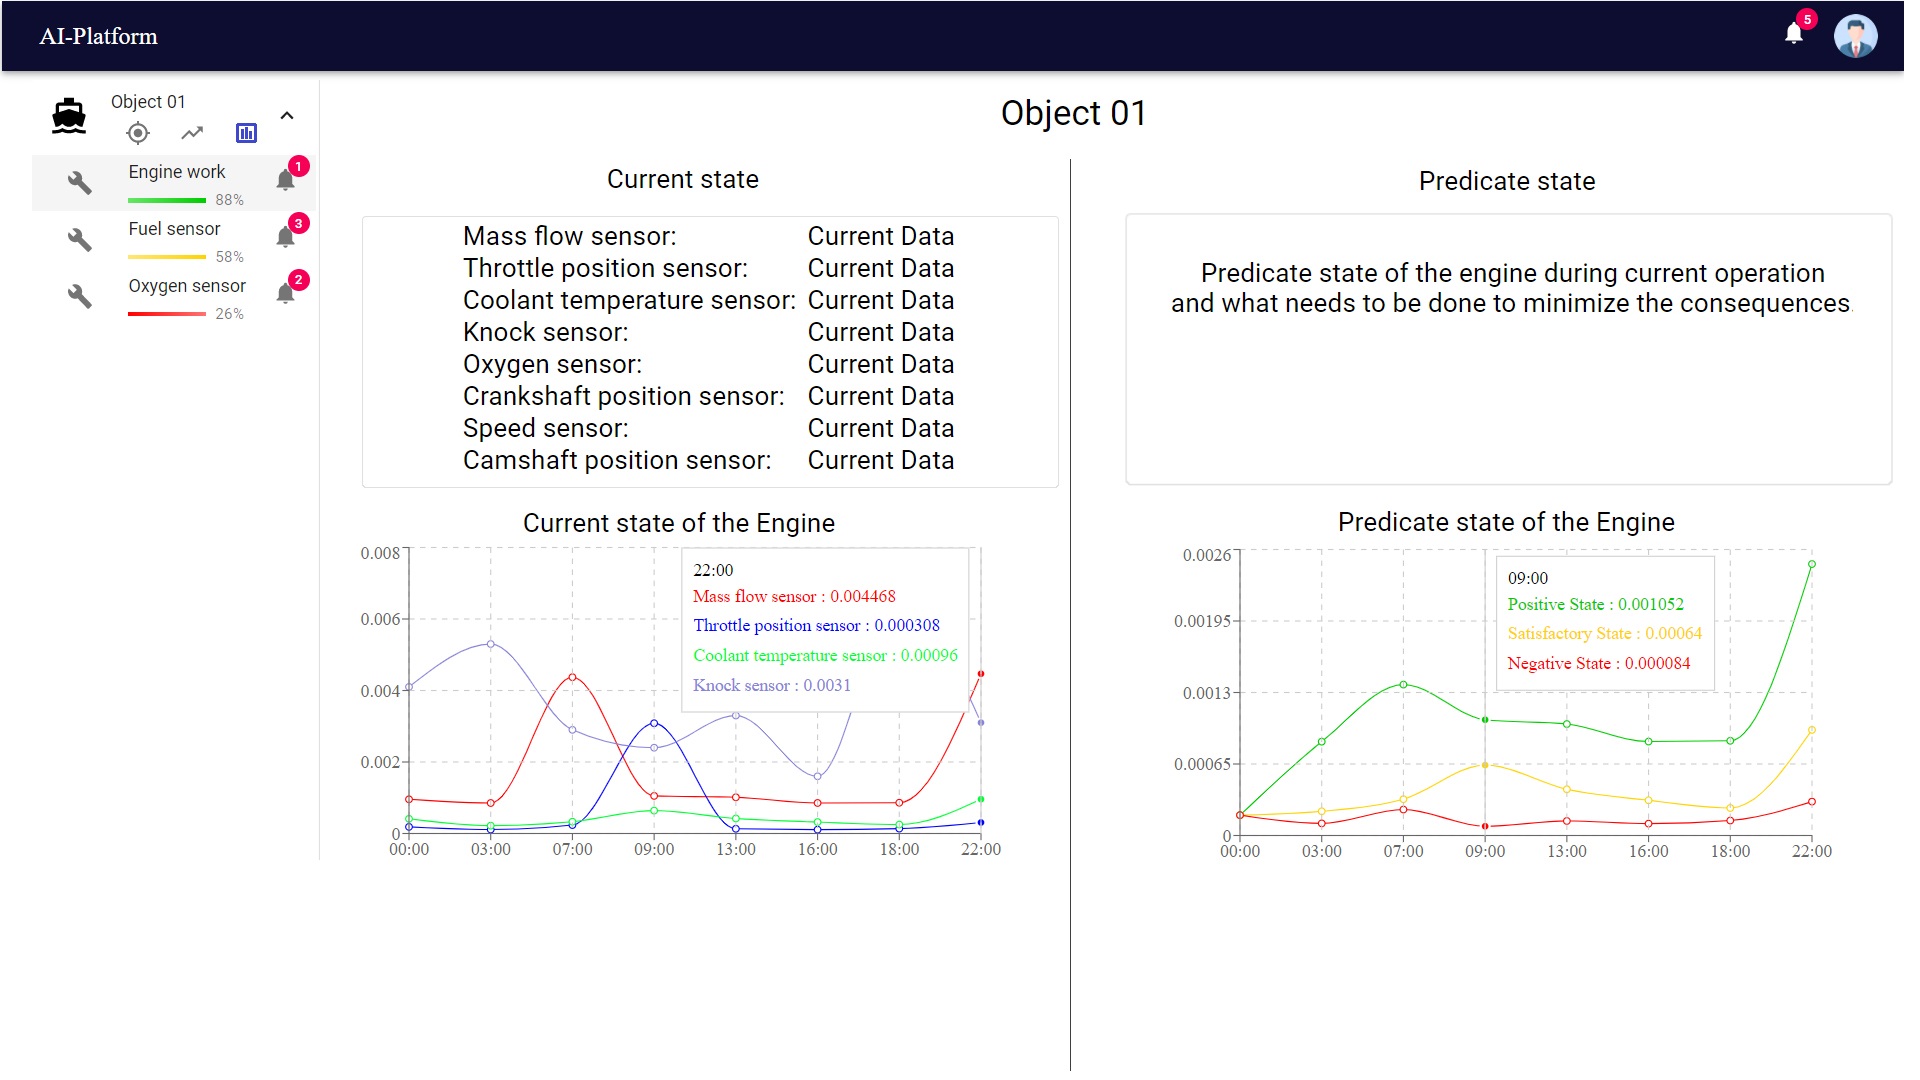 AI-Platform
5
Object 01
Engine work
1
88%
Fuel sensor
3
58%
Oxygen sensor
2
26%
Object 01
Current state
Mass flow sensor: Current Data
Throttle position sensor: Current Data
Coolant temperature sensor: Current Data
Knock sensor: Current Data
Oxygen sensor: Current Data
Crankshaft position sensor: Current Data
Speed sensor: Current Data
Camshaft position sensor: Current Data
Current state of the Engine
0.008
0.006
0.004
0.002
0
00:00 03:00 07:00 09:00 13:00 16:00 18:00 22:00
22:00
Mass flow sensor : 0.004468
Throttle position sensor : 0.000308
Coolant temperature sensor : 0.00096
Knock sensor : 0.0031
Predicate state
Predicate state of the engine during current operation
and what needs to be done to minimize the consequences.
Predicate state of the Engine
0.0026
0.00195
0.0013
0.00065
0
00:00 03:00 07:00 09:00 13:00 16:00 18:00 22:00
09:00
Positive State : 0.001052
Satisfactory State : 0.00064
Negative State : 0.000084